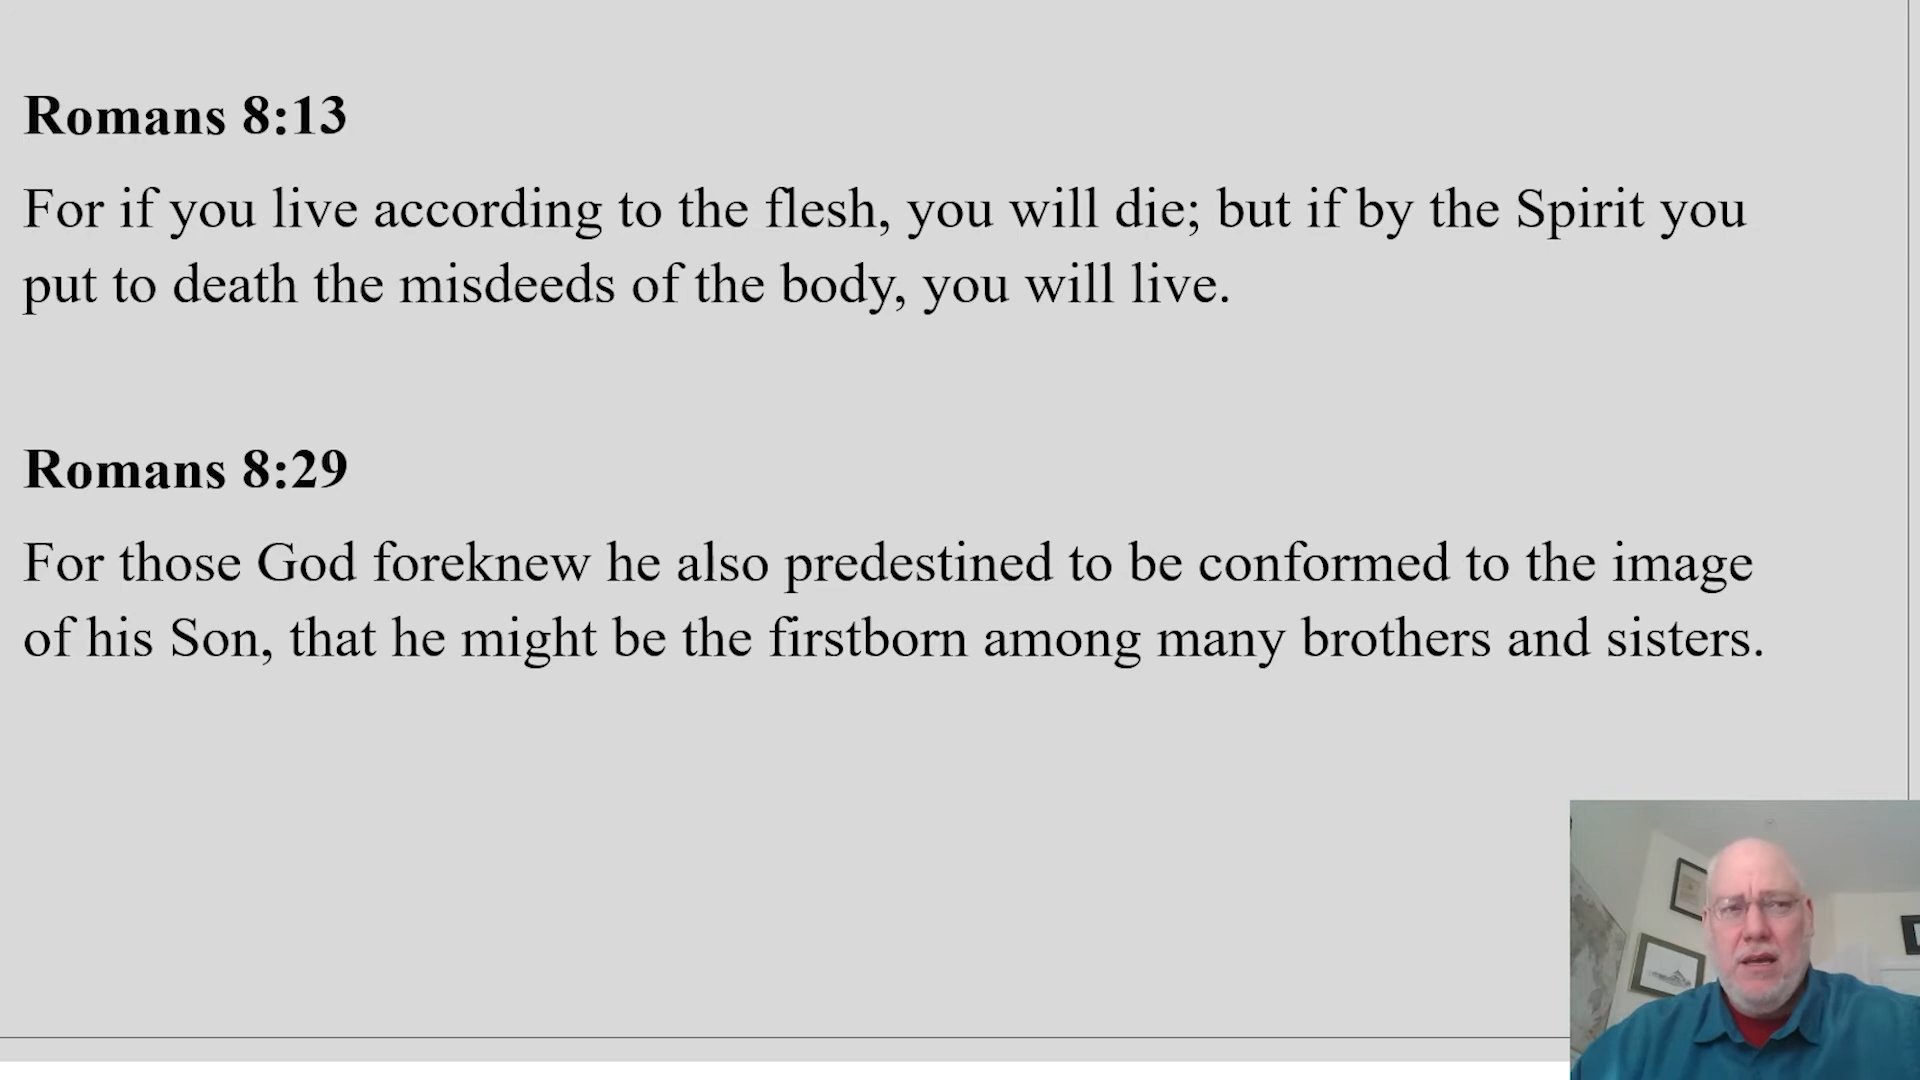 Romans 8:13
For if you live according to the flesh, you will die; but if by the Spirit you
put to death the misdeeds of the body, you will live.
Romans 8:29
For those God foreknew he also predestined to be conformed to the image
of his Son, that he might be the firstborn among many brothers and sisters.